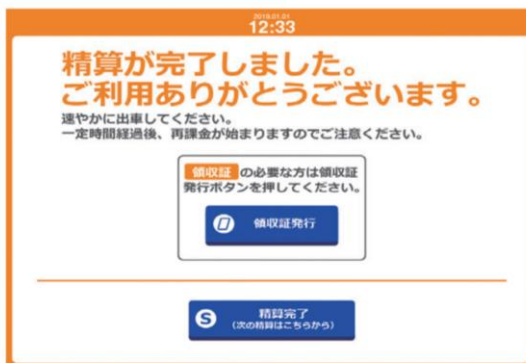 2019.01.01
12:33
精算が完了しました。
ご利用ありがとうございます。
速やかに出車してください。
一定時間経過後、再課金が始まりますのでご注意ください。
領収証 の必要な方は領収証
発行ボタンを押してください。
領収証発行
S 精算完了
(次の精算はこちらから)